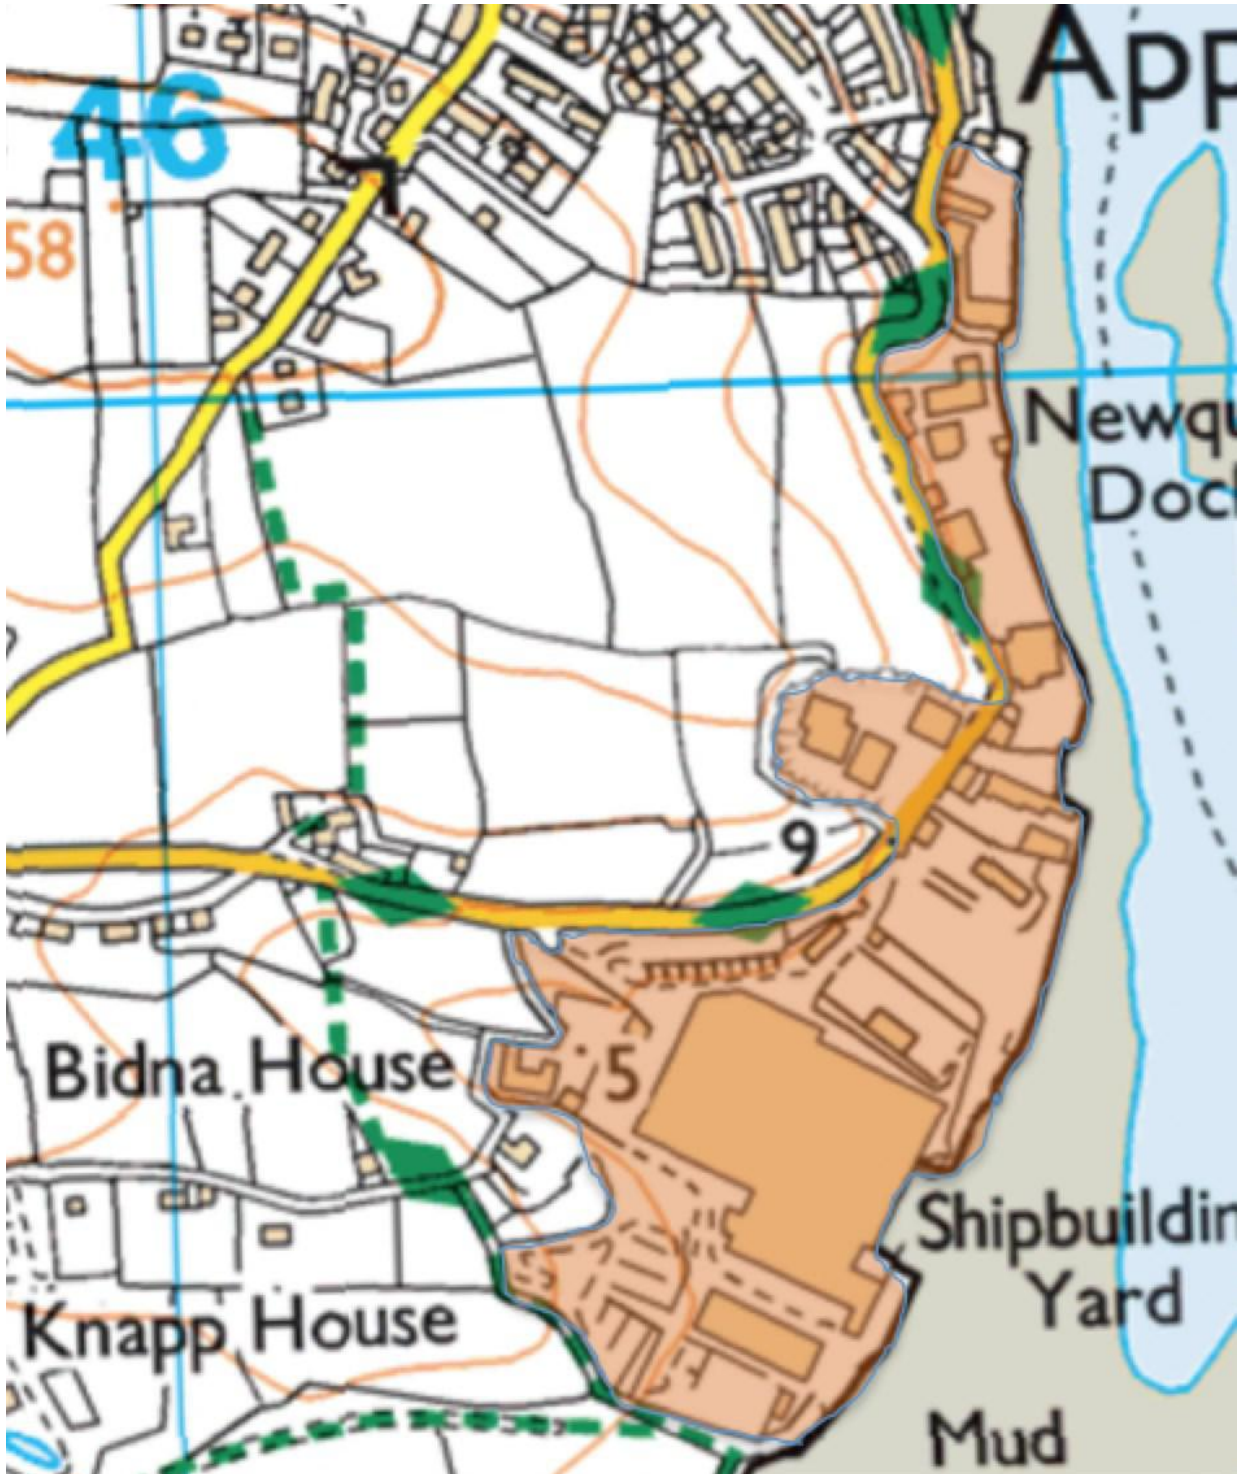 App
46
58
Newqu
Doc
9
Bidna House
5
Shipbuildin
Yard
Knapp House
Mud